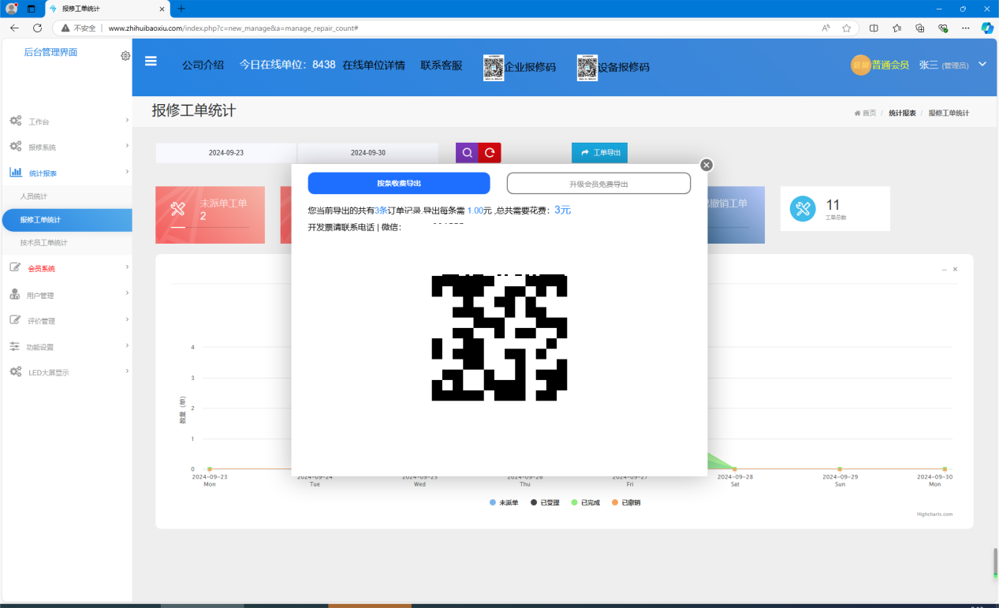 报修工单统计
不安全 | www.zhihuibaoxiu.com/index.php?c=new_manage&a=manage_repair_count#
后台管理界面
公司介绍 今日在线单位：8438 在线单位详情 联系客服 企业报修码 设备报修码 普通会员 张三 (管理员)
报修工单统计
首页 / 统计报表 / 报修工单统计
工作台
报修系统
统计报表
人员统计
报修工单统计
技术员工单统计
会员系统
用户管理
评价管理
功能设置
LED大屏显示
2024-09-23 2024-09-30 工单导出
未派单工单
2
撤销工单
11
工单总数
按条收费导出 升级会员免费导出
您当前导出的共有3条订单记录,导出每条需 1.00元 ,总共需要花费：3元
开发票请联系电话 | 微信：
数量（单）
4
3
2
1
0
2024-09-23 2024-09-24 2024-09-25 2024-09-26 2024-09-27 2024-09-28 2024-09-29 2024-09-30
Mon Tue Wed Thu Fri Sat Sun Mon
未派单 已受理 已完成 已撤销
Highcharts.com